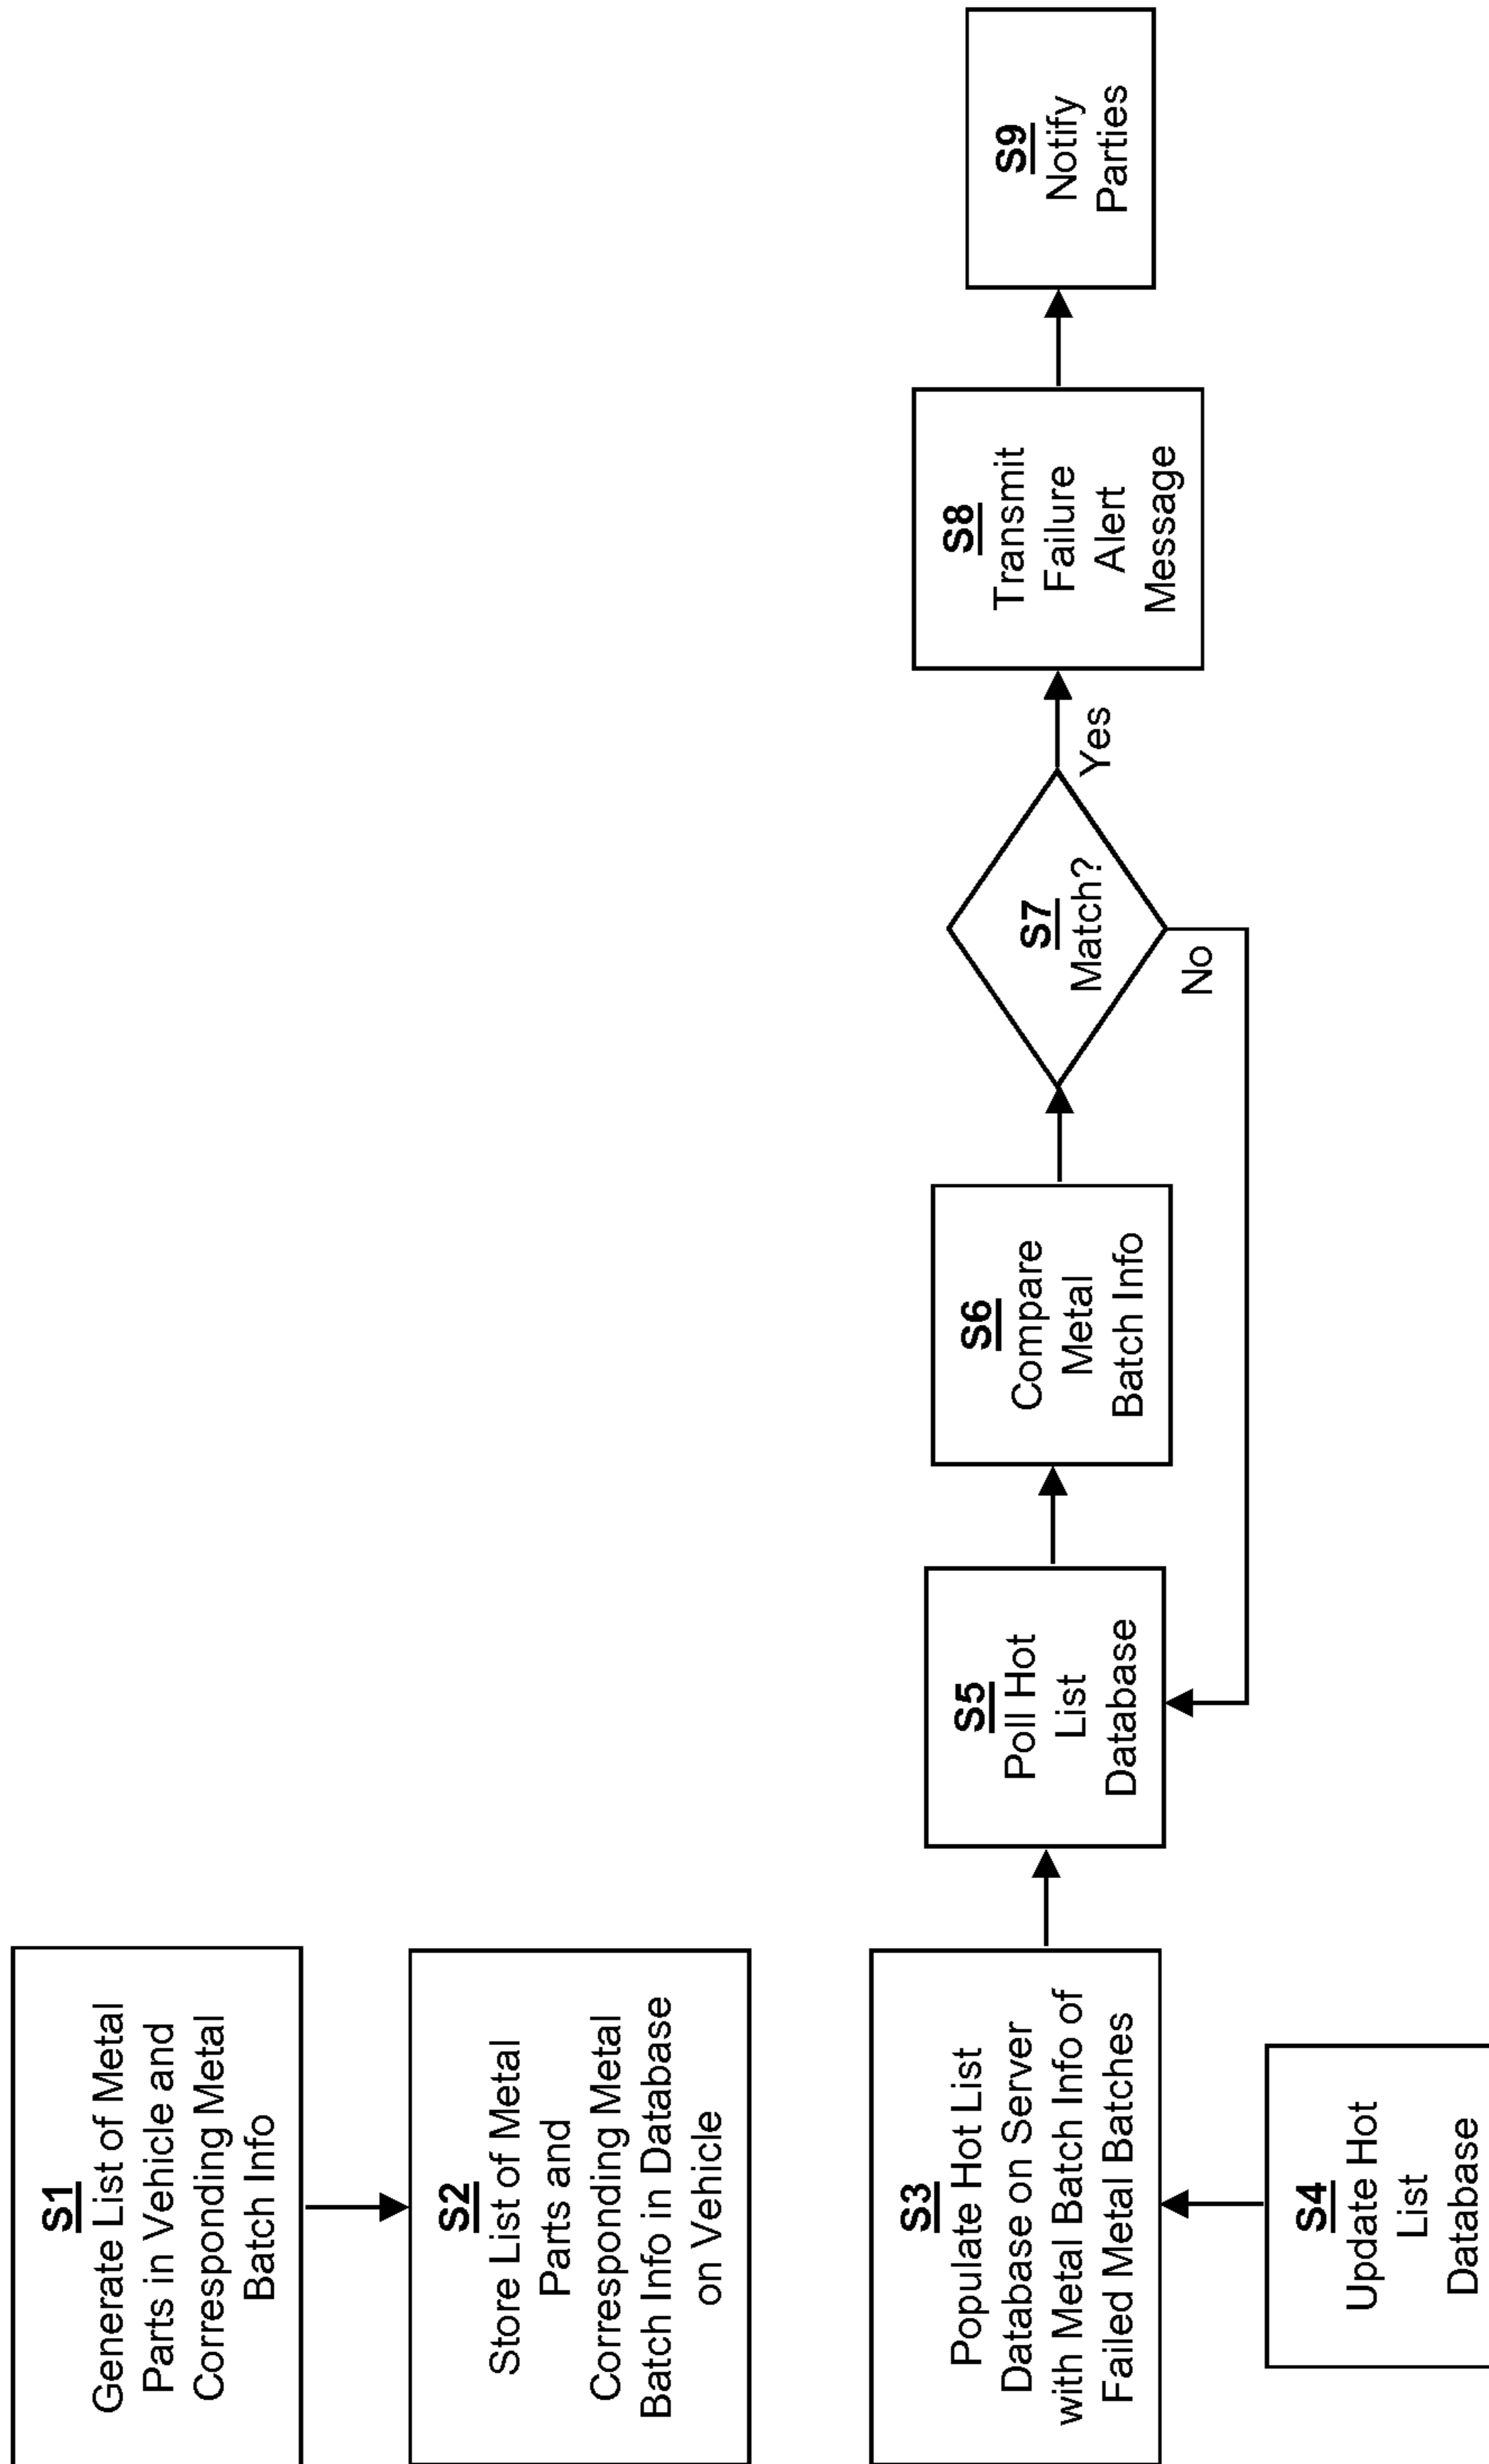 S1
Generate List of Metal
Parts in Vehicle and
Corresponding Metal
Batch Info
S2
Store List of Metal
Parts and
Corresponding Metal
Batch Info in Database
on Vehicle
S3
Populate Hot List
Database on Server
with Metal Batch Info of
Failed Metal Batches
S4
Update Hot
List
Database
S5
Poll Hot
List
Database
S6
Compare
Metal
Batch Info
S7
Match?
Yes
No
S8
Transmit
Failure
Alert
Message
S9
Notify
Parties